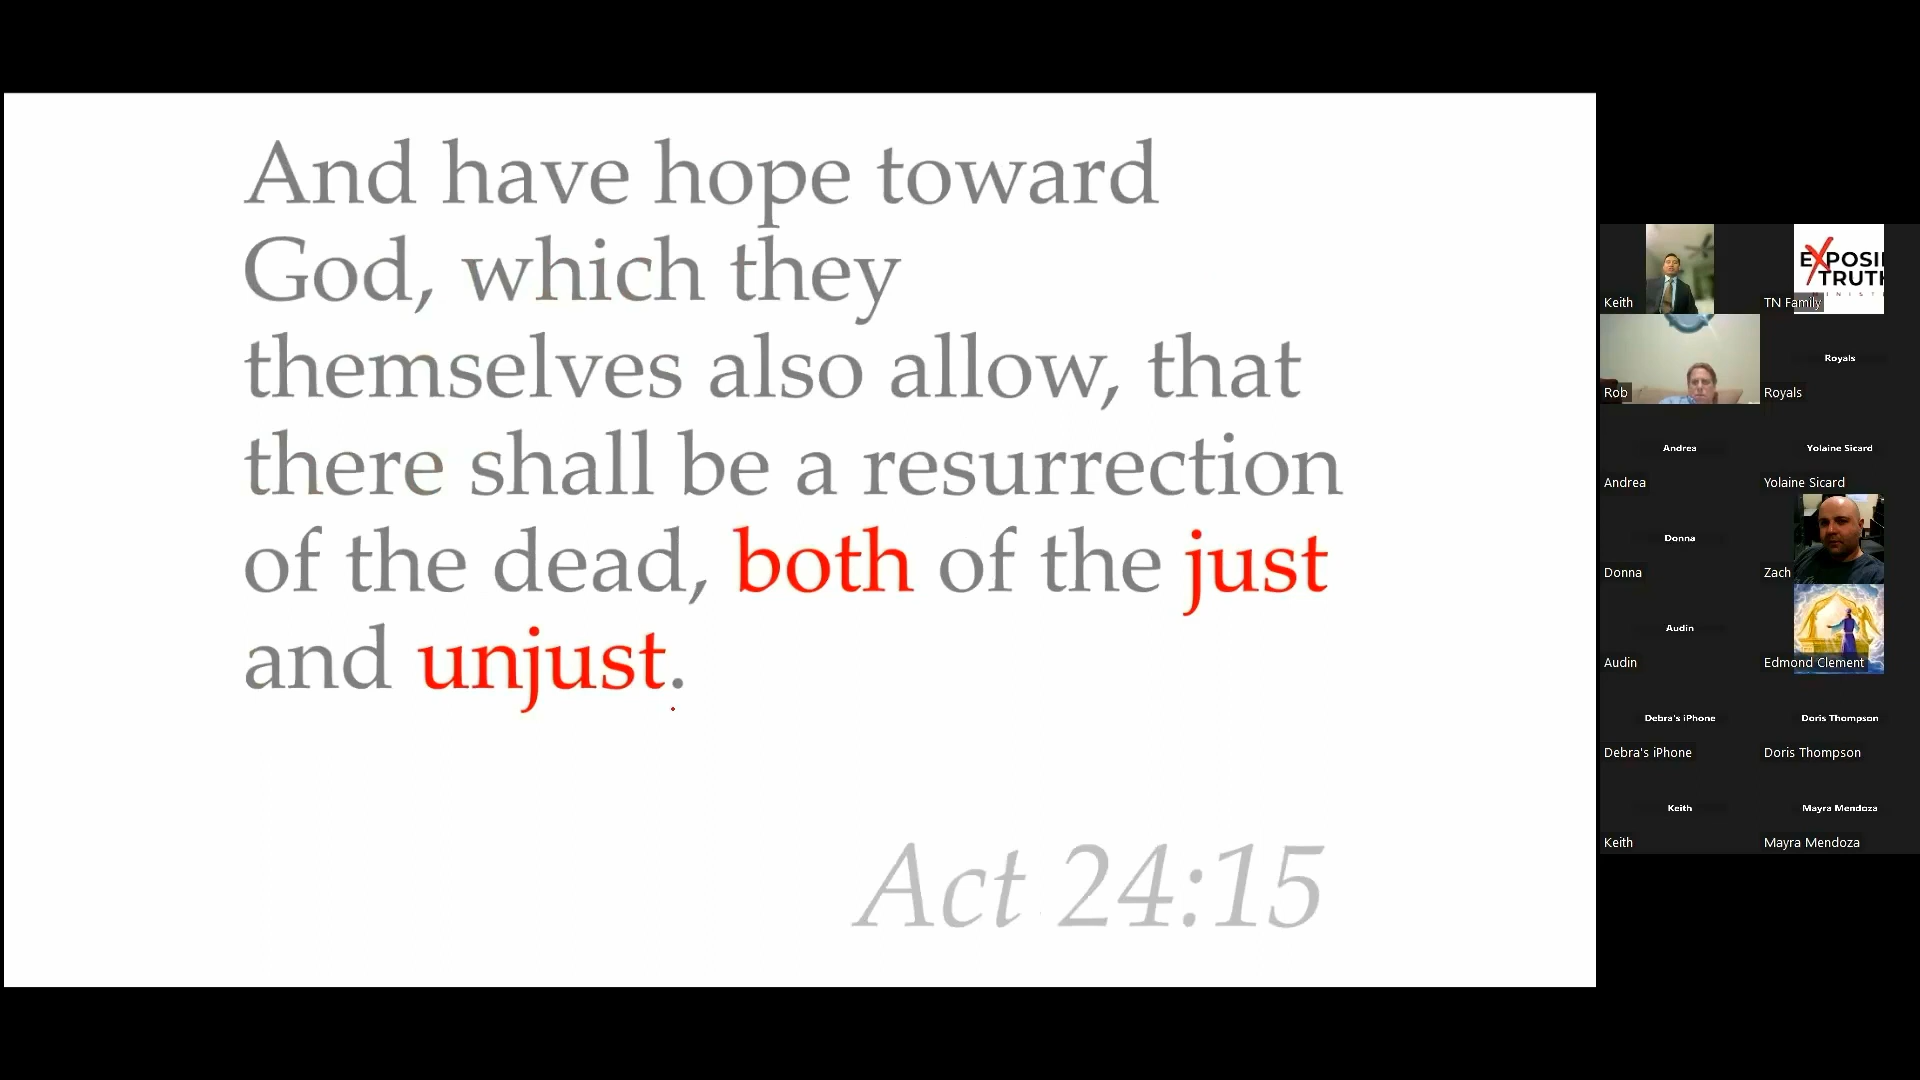 And have hope toward
God, which they
themselves also allow, that
there shall be a resurrection
of the dead, both of the just
and unjust.
Act 24:15
Keith
TN Family
Rob
Royals
Royals
Andrea
Andrea
Yolaine Sicard
Yolaine Sicard
Donna
Donna
Zach
Audin
Audin
Edmond Clement
Debra's iPhone
Debra's iPhone
Doris Thompson
Doris Thompson
Keith
Keith
Mayra Mendoza
Mayra Mendoza